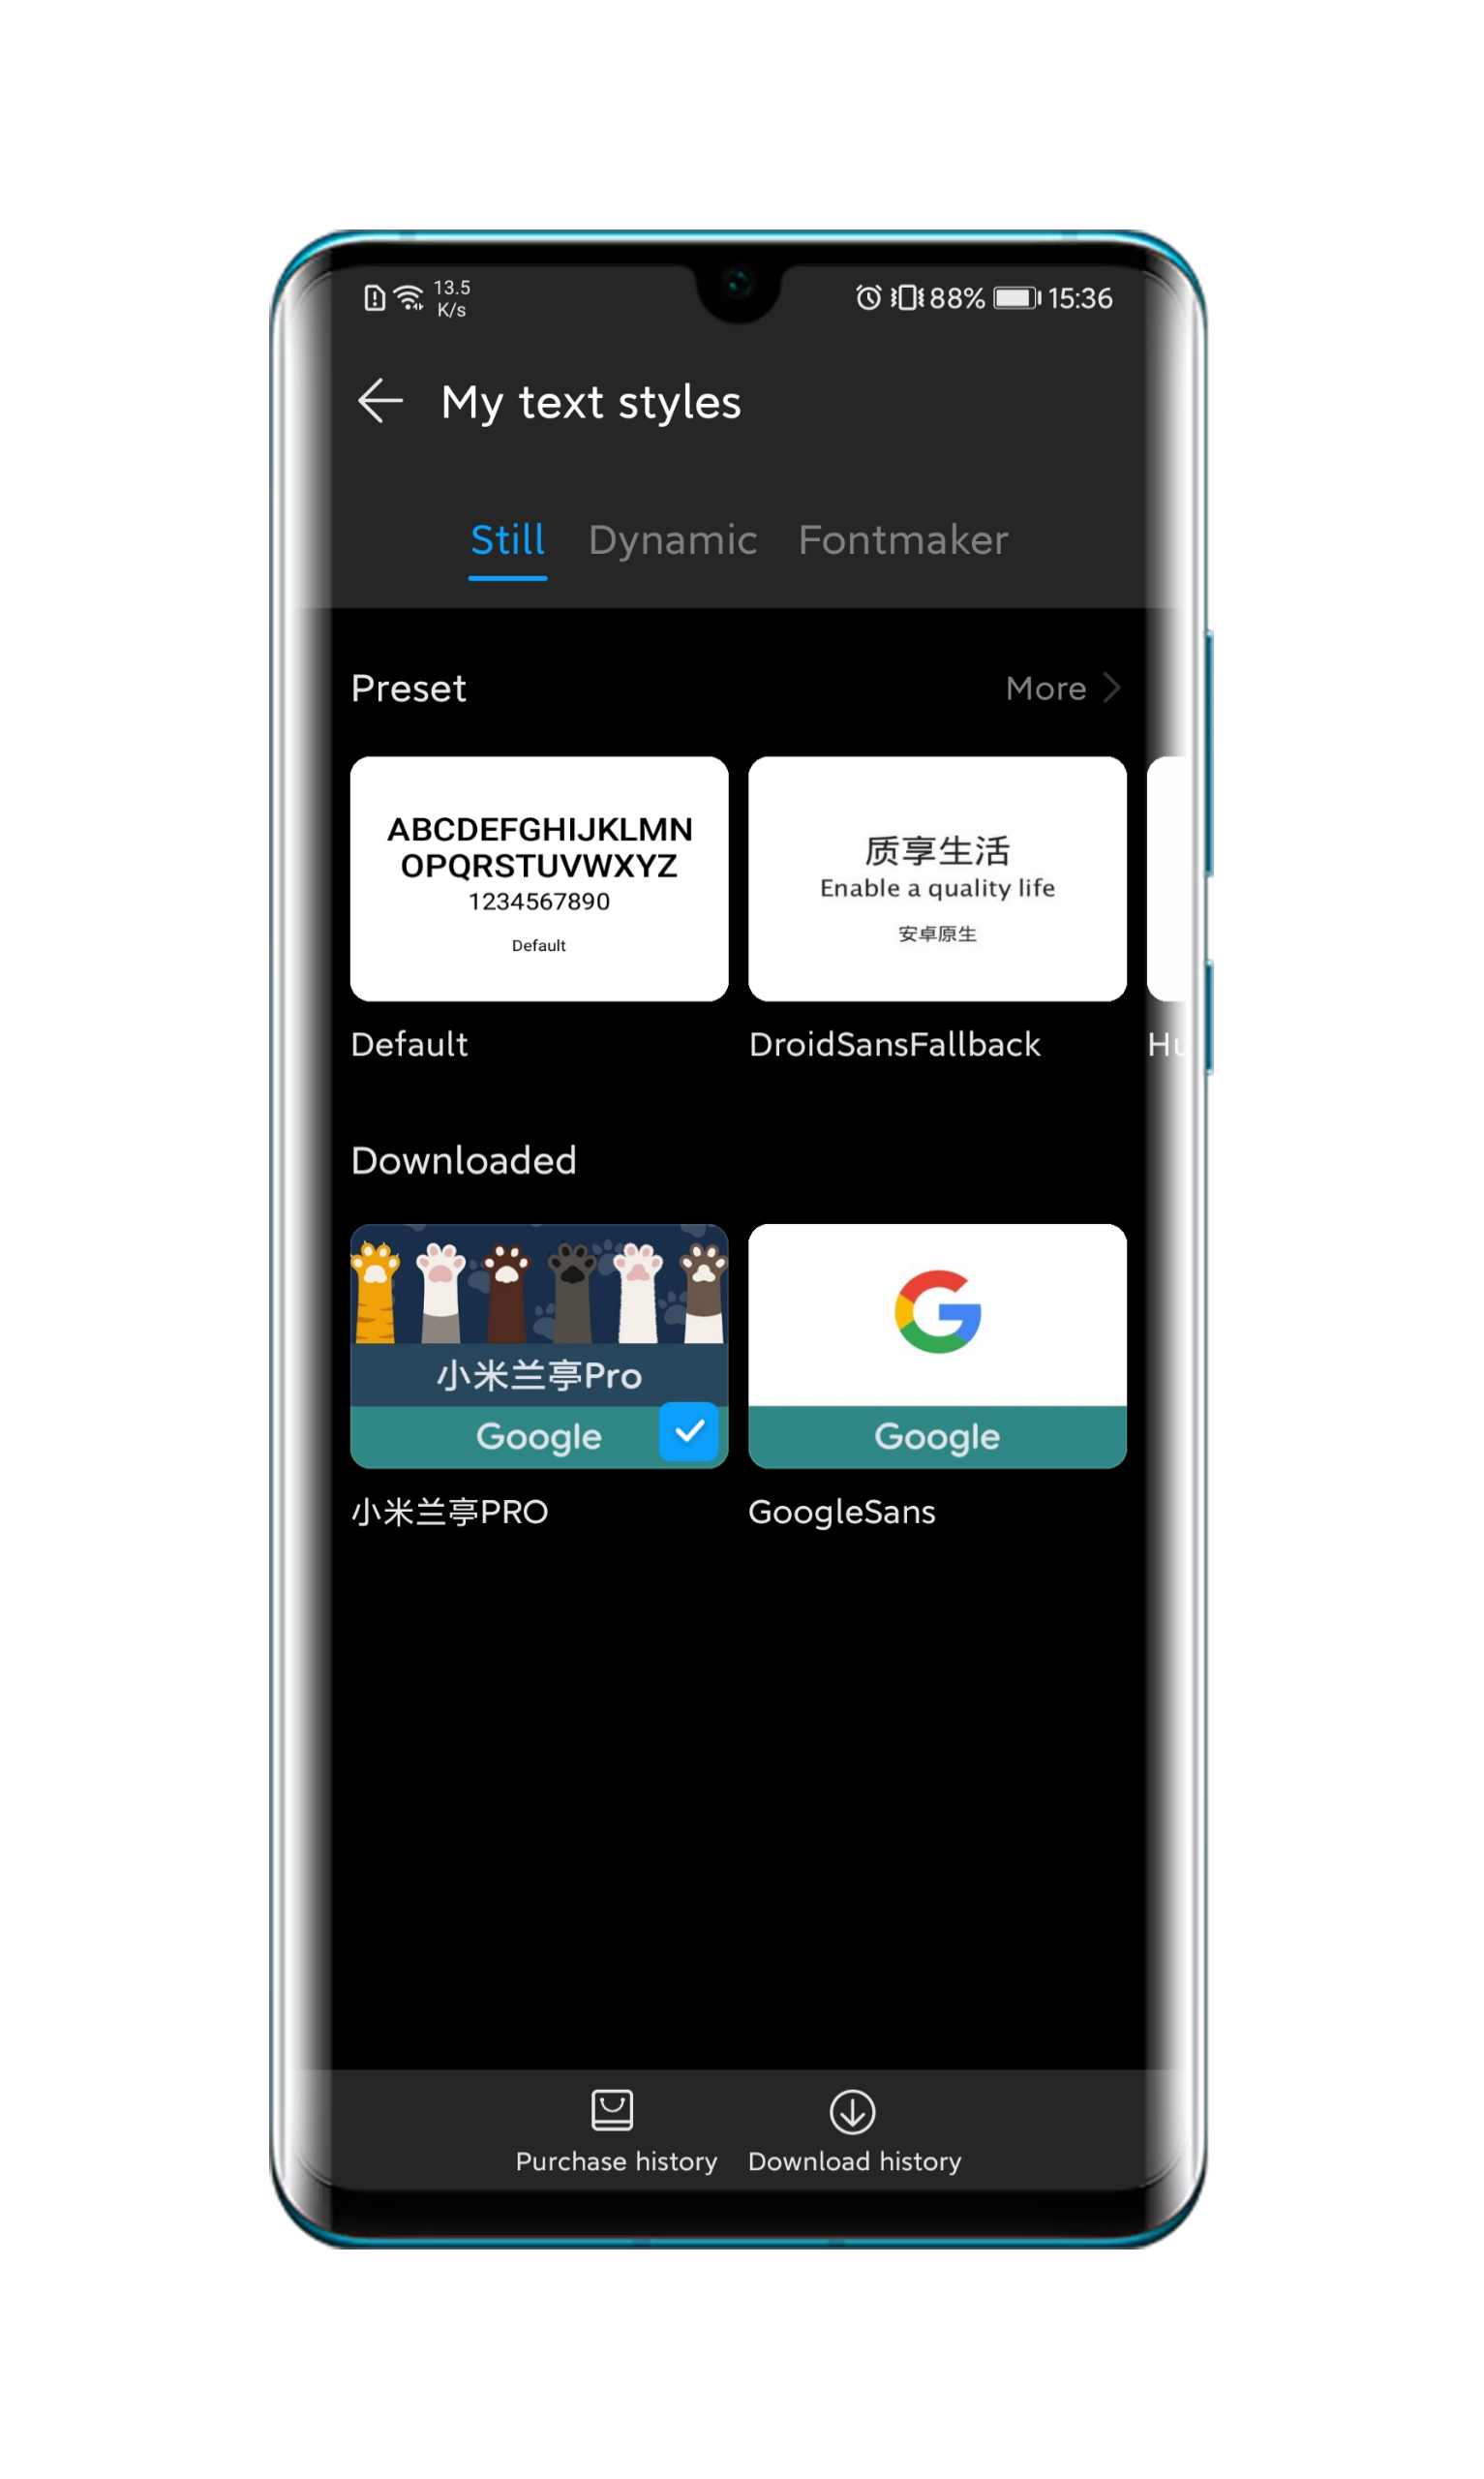 13.5
K/s
88% 15:36
My text styles
Still Dynamic Fontmaker
Preset More
ABCDEFGHIJKLMN
OPQRSTUVWXYZ
1234567890
Default
质享生活
Enable a quality life
安卓原生
Default DroidSansFallback Hu
Downloaded
小米兰亭Pro
Google
G
Google
小米兰亭PRO GoogleSans
Purchase history Download history